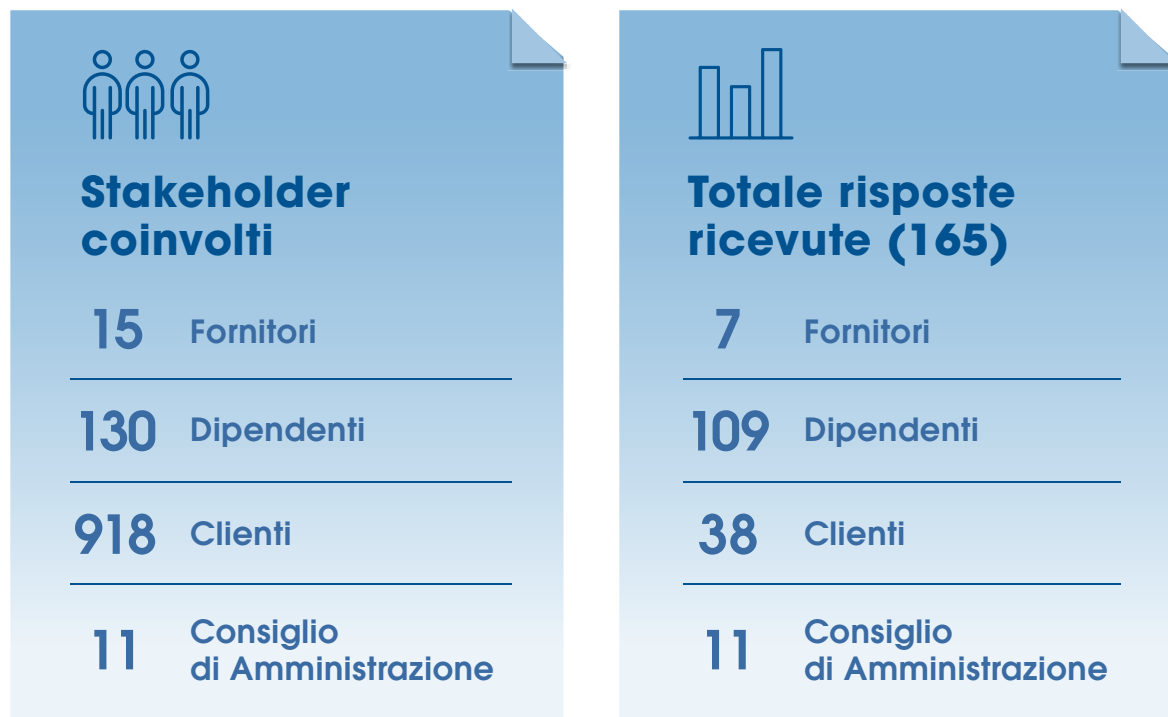 Stakeholder
coinvolti
15 Fornitori
130 Dipendenti
918 Clienti
11 Consiglio
di Amministrazione
Totale risposte
ricevute (165)
7 Fornitori
109 Dipendenti
38 Clienti
11 Consiglio
di Amministrazione